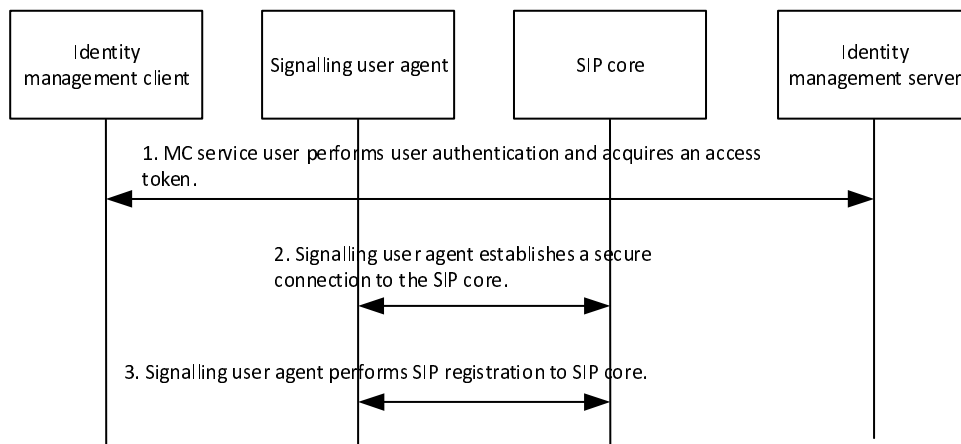 Identity
management client
Signalling user agent
SIP core
Identity
management server
1. MC service user performs user authentication and acquires an access
token.
2. Signalling user agent establishes a secure
connection to the SIP core.
3. Signalling user agent performs SIP registration to SIP core.